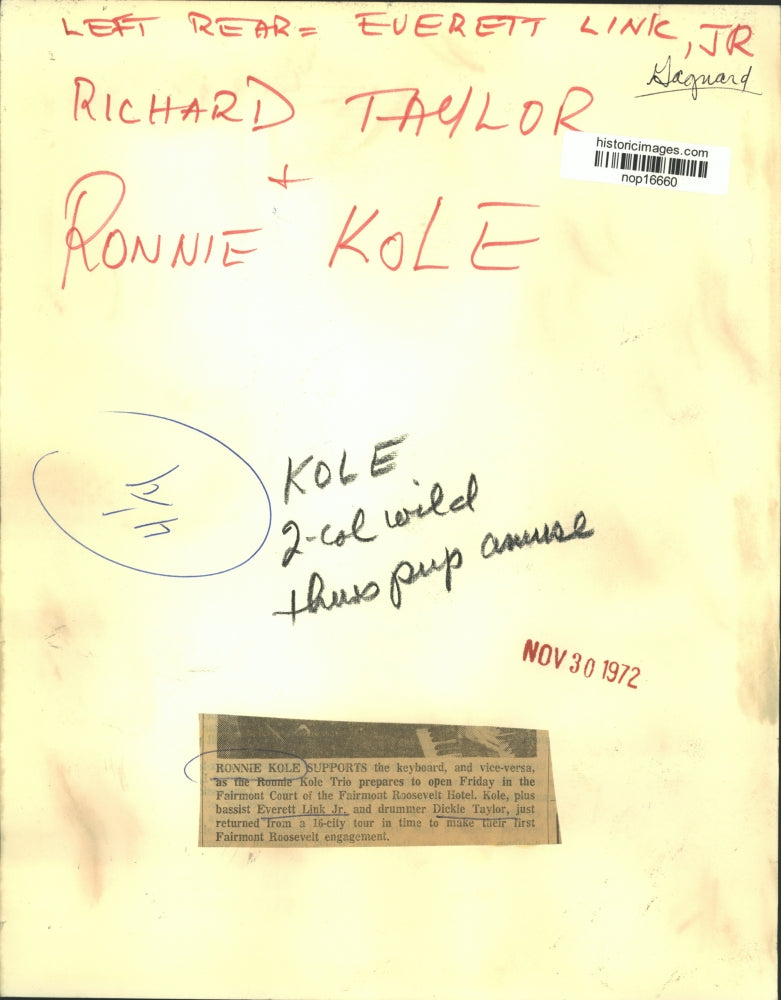 LEFT REAR = EVERETT LINK, JR
Gagnard
RICHARD TAYLOR
historicimages.com
nop16660
+
RONNIE KOLE
KOLE
2-col wild
thurs pup amuse
NOV 30 1972
RONNIE KOLE SUPPORTS the keyboard, and vice-versa,
as the Ronnie Kole Trio prepares to open Friday in the
Fairmont Court of the Fairmont Roosevelt Hotel. Kole, plus
bassist Everett Link Jr. and drummer Dickie Taylor, just
returned from a 16-city tour in time to make their first
Fairmont Roosevelt engagement.